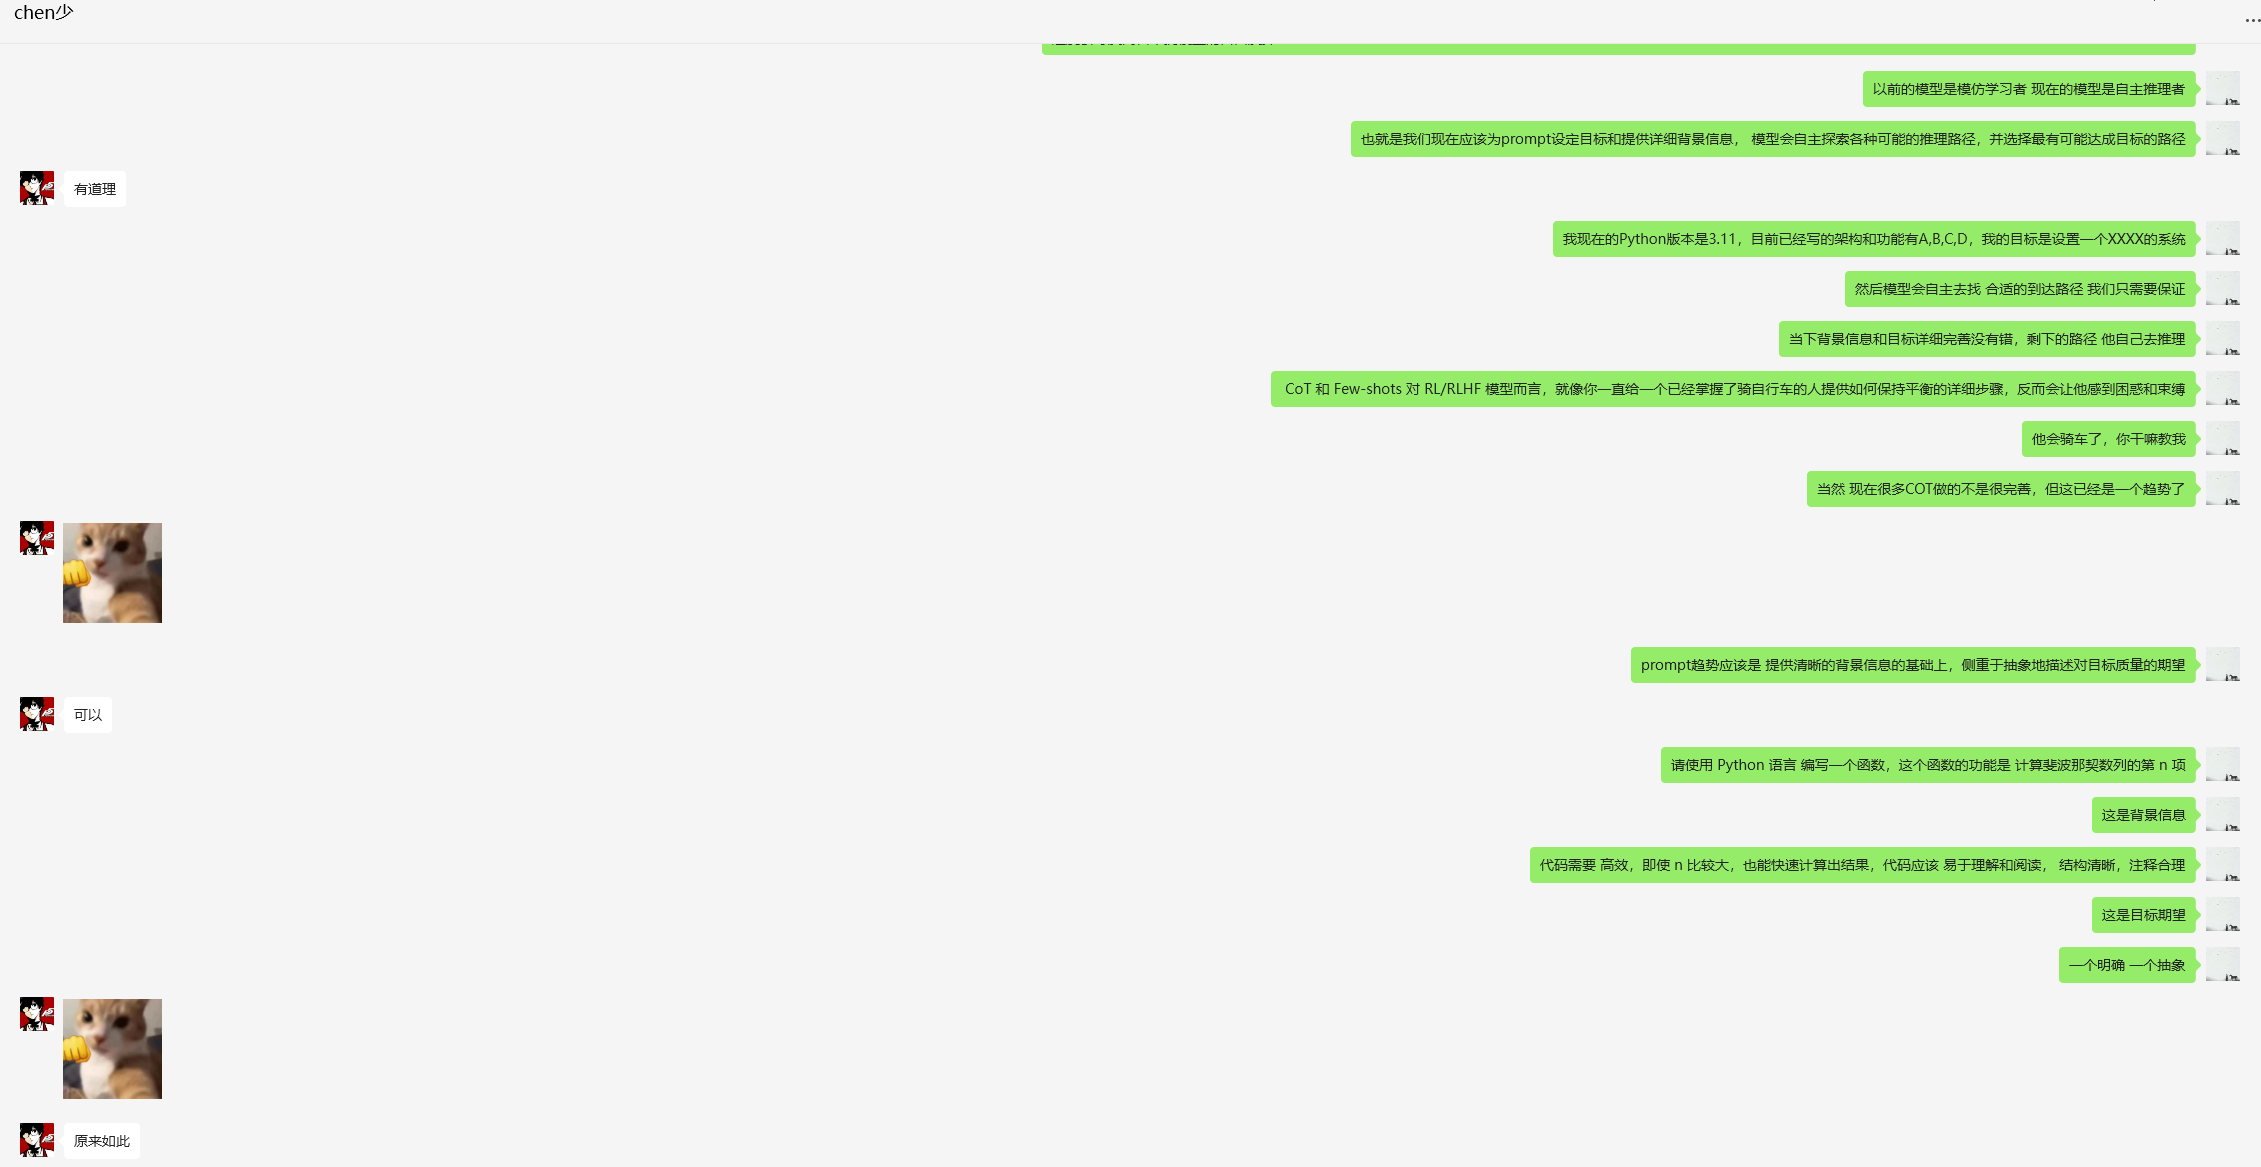 chen少
以前的模型是模仿学习者 现在的模型是自主推理者
也就是我们现在应该为prompt设定目标和提供详细背景信息， 模型会自主探索各种可能的推理路径，并选择最有可能达成目标的路径
有道理
我现在的Python版本是3.11，目前已经写的架构和功能有A,B,C,D，我的目标是设置一个XXXX的系统
然后模型会自主去找 合适的到达路径 我们只需要保证
当下背景信息和目标详细完善没有错，剩下的路径 他自己去推理
CoT 和 Few-shots 对 RL/RLHF 模型而言，就像你一直给一个已经掌握了骑自行车的人提供如何保持平衡的详细步骤，反而会让他感到困惑和束缚
他会骑车了，你干嘛教我
当然 现在很多COT做的不是很完善，但这已经是一个趋势了
prompt趋势应该是 提供清晰的背景信息的基础上，侧重于抽象地描述对目标质量的期望
可以
请使用 Python 语言 编写一个函数，这个函数的功能是 计算斐波那契数列的第 n 项
这是背景信息
代码需要 高效，即使 n 比较大，也能快速计算出结果，代码应该 易于理解和阅读， 结构清晰，注释合理
这是目标期望
一个明确 一个抽象
原来如此